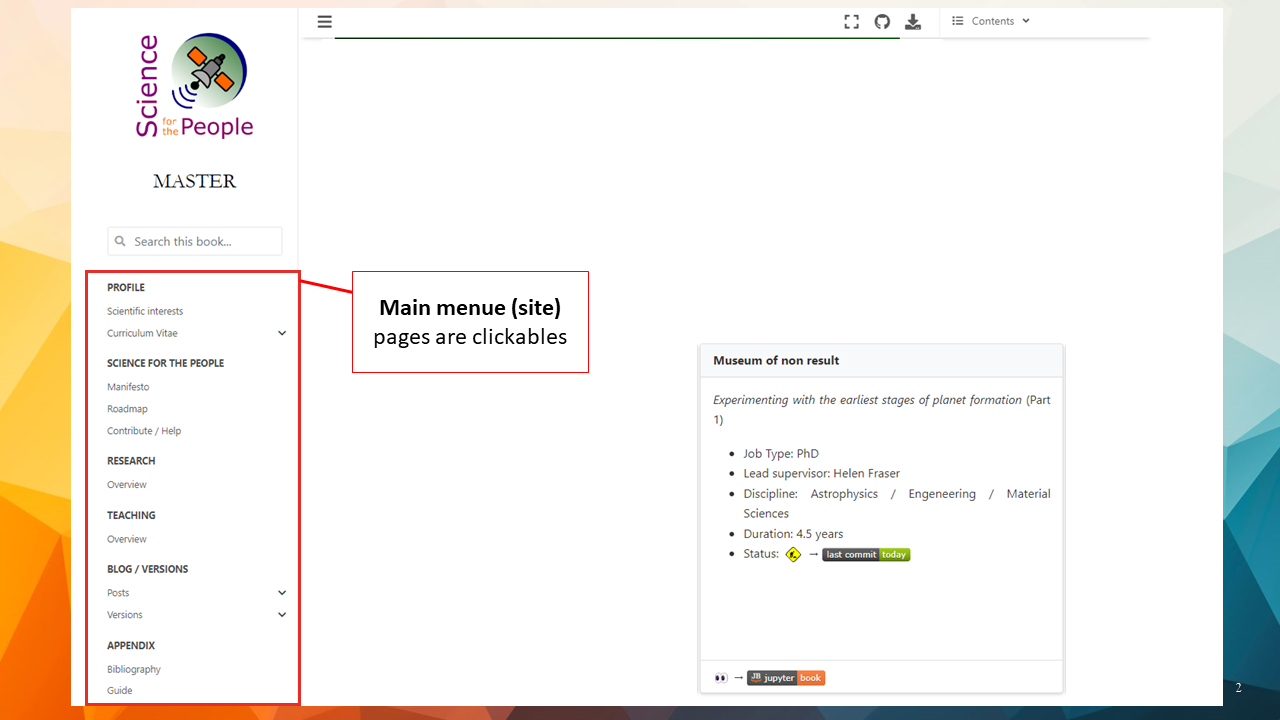 Science
for the People
MASTER
Search this book...
PROFILE
Scientific interests
Curriculum Vitae
SCIENCE FOR THE PEOPLE
Manifesto
Roadmap
Contribute / Help
RESEARCH
Overview
TEACHING
Overview
BLOG / VERSIONS
Posts
Versions
APPENDIX
Bibliography
Guide
Contents
Main menue (site)
pages are clickables
Museum of non result
Experimenting with the earliest stages of planet formation (Part
1)
• Job Type: PhD
• Lead supervisor: Helen Fraser
• Discipline: Astrophysics / Engeneering / Material
Sciences
• Duration: 4.5 years
• Status: → last commit today
👀 → JB jupyter book
2